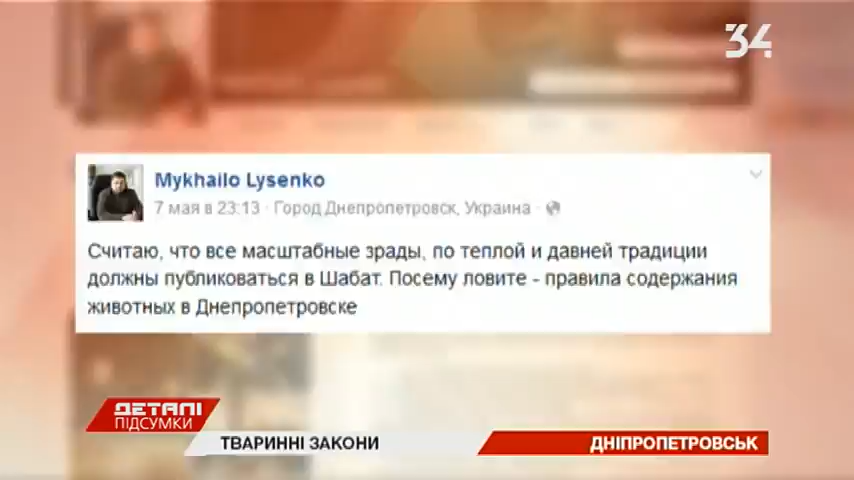 34
Mykhailo Lysenko
7 мая в 23:13 · Город Днепропетровск, Украина
Считаю, что все масштабные зрады, по теплой и давней традиции
должны публиковаться в Шабат. Посему ловите - правила содержания
животных в Днепропетровске
ДЕТАЛІ
ПІДСУМКИ
ТВАРИННІ ЗАКОНИ
ДНІПРОПЕТРОВСЬК